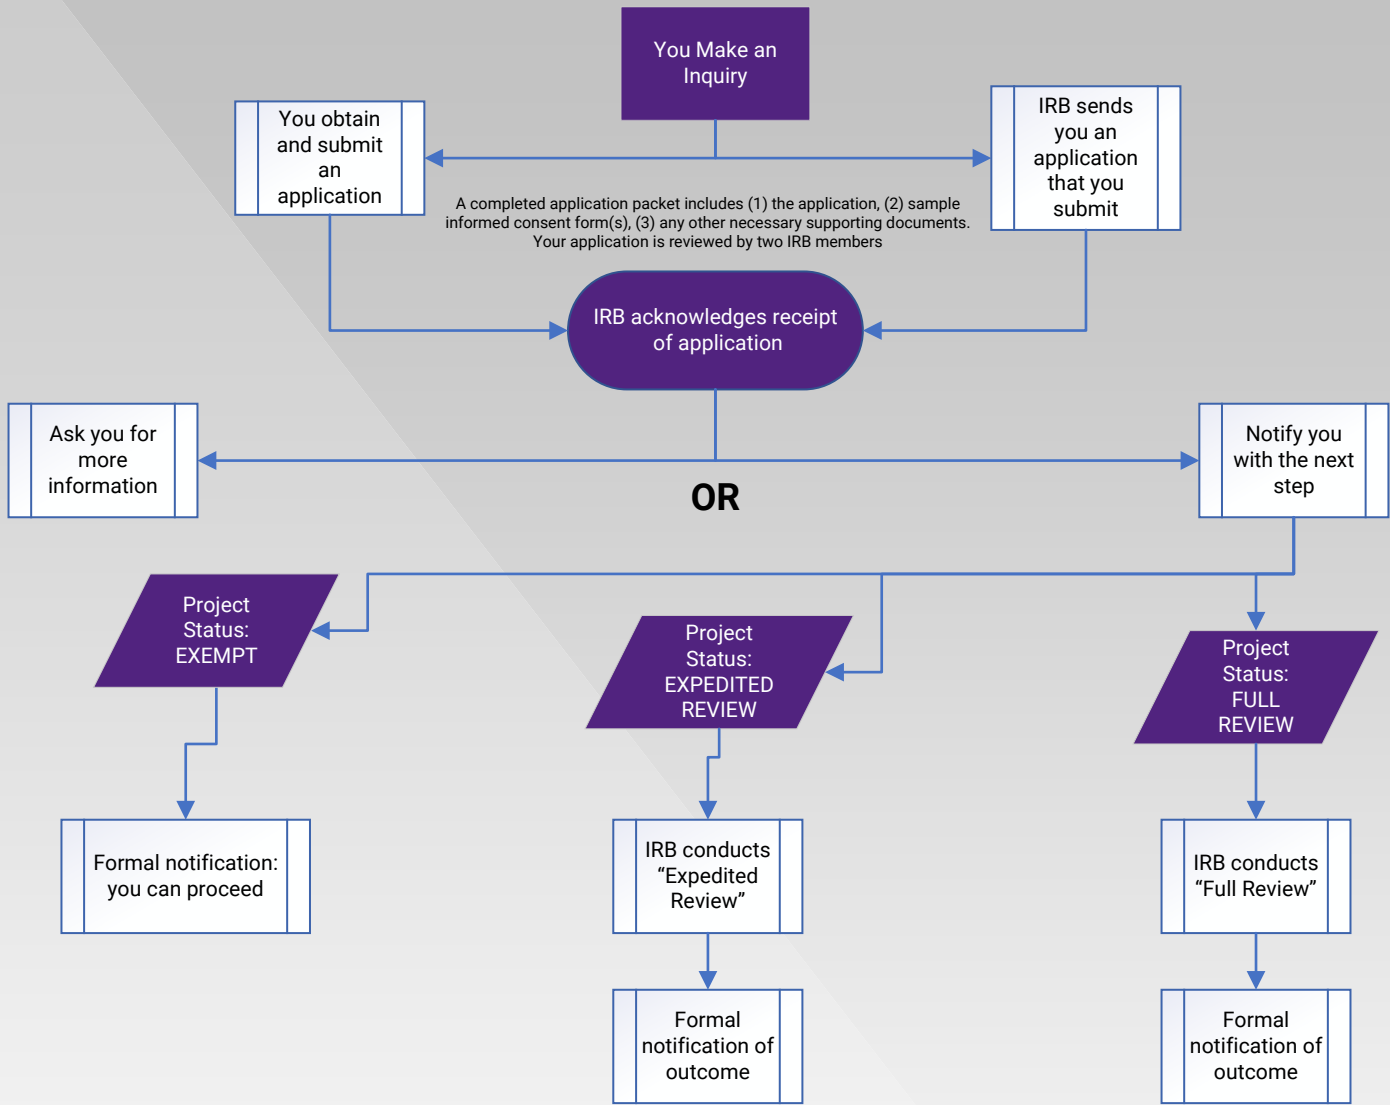 You Make an
Inquiry
You obtain
and submit
an
application
IRB sends
you an
application
that you
submit
A completed application packet includes (1) the application, (2) sample
informed consent form(s), (3) any other necessary supporting documents.
Your application is reviewed by two IRB members
IRB acknowledges receipt
of application
Ask you for
more
information
OR
Notify you
with the next
step
Project
Status:
EXEMPT
Project
Status:
EXPEDITED
REVIEW
Project
Status:
FULL
REVIEW
Formal notification:
you can proceed
IRB conducts
“Expedited
Review”
IRB conducts
“Full Review”
Formal
notification of
outcome
Formal
notification of
outcome